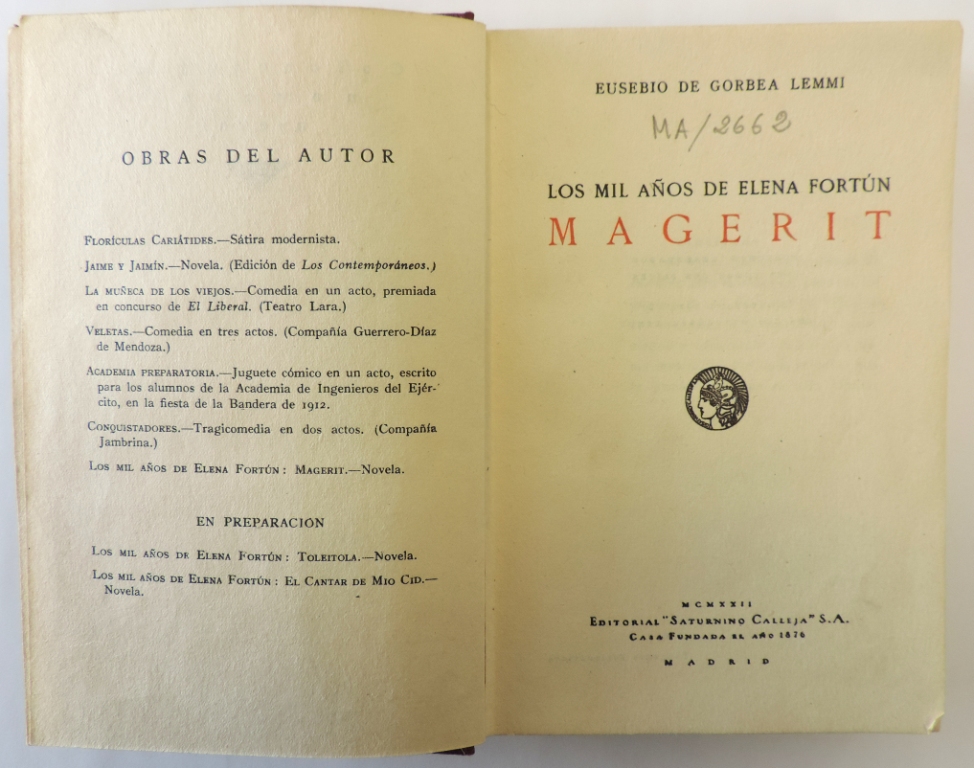 OBRAS DEL AUTOR
FLORÍCULAS CARIÁTIDES.—Sátira modernista.
JAIME Y JAIMÍN.—Novela. (Edición de Los Contemporáneos.)
LA MUÑECA DE LOS VIEJOS.—Comedia en un acto, premiada
en concurso de El Liberal. (Teatro Lara.)
VELETAS.—Comedia en tres actos. (Compañía Guerrero-Díaz
de Mendoza.)
ACADEMIA PREPARATORIA.—Juguete cómico en un acto, escrito
para los alumnos de la Academia de Ingenieros del Ejér-
cito, en la fiesta de la Bandera de 1912.
CONQUISTADORES.—Tragicomedia en dos actos. (Compañía
Jambrina.)
LOS MIL AÑOS DE ELENA FORTÚN: MAGERIT.—Novela.
EN PREPARACIÓN
LOS MIL AÑOS DE ELENA FORTÚN: TOLEITOLA.—Novela.
LOS MIL AÑOS DE ELENA FORTÚN: EL CANTAR DE MIO CID.—
Novela.
EUSEBIO DE GORBEA LEMMI
MA/2662
LOS MIL AÑOS DE ELENA FORTÚN
MAGERIT
MCMXXII
EDITORIAL "SATURNINO CALLEJA" S.A.
CASA FUNDADA EL AÑO 1876
MADRID